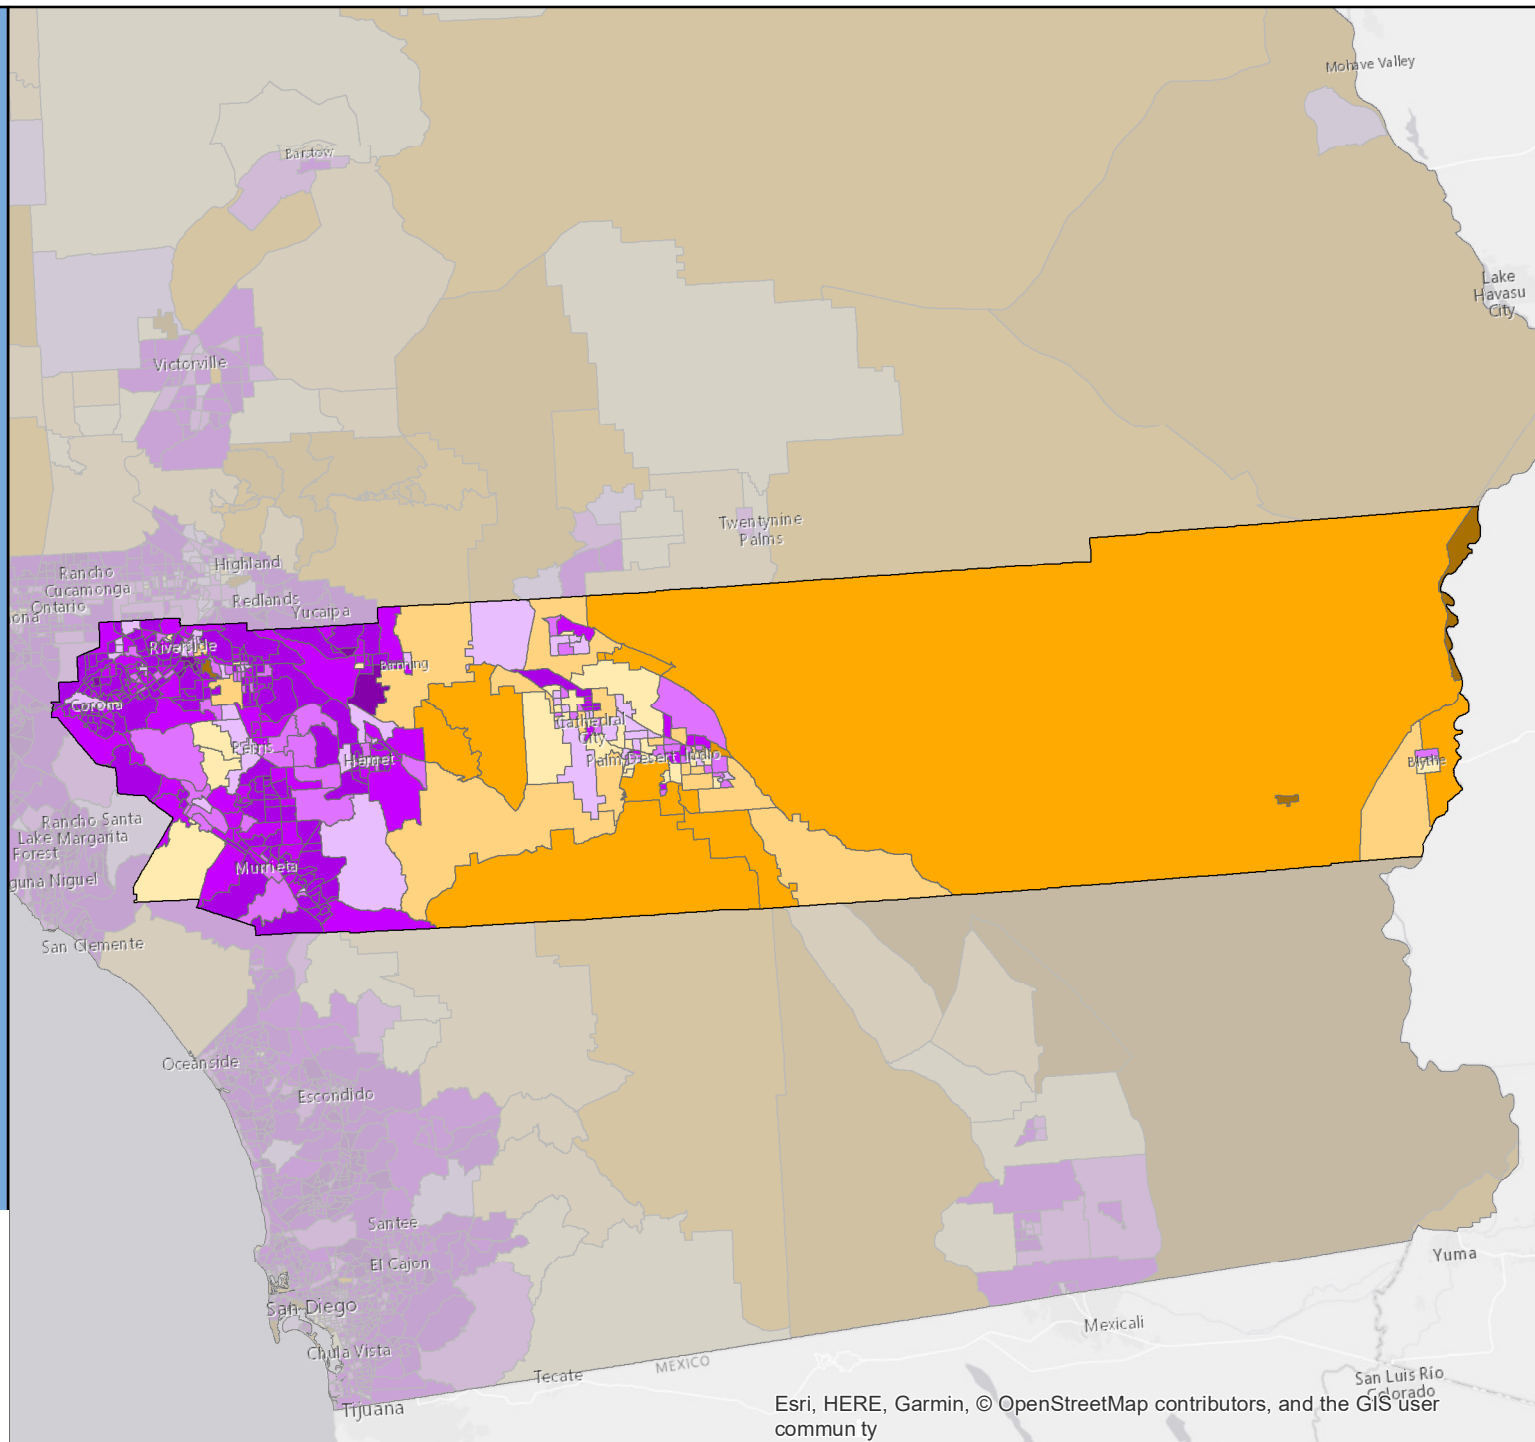 Mohave Valley
Barstow
Lake
Havasu
City
Victorville
Twentynine
Palms
Rancho
Cucamonga
Highland
Ontario
Redlands
Yucaipa
ona
Riverside
Banning
Corona
Cathedral
City
Perris
Hemet
Palm Desert
Indio
Blythe
Rancho Santa
Margarita
Lake
Forest
Murrieta
guna Niguel
San Clemente
Oceanside
Escondido
Santee
El Cajon
San Diego
Chula Vista
Yuma
Mexicali
MEXICO
Tecate
Tijuana
San Luis Río
Colorado
Esri, HERE, Garmin, © OpenStreetMap contributors, and the GIS user
commun ty